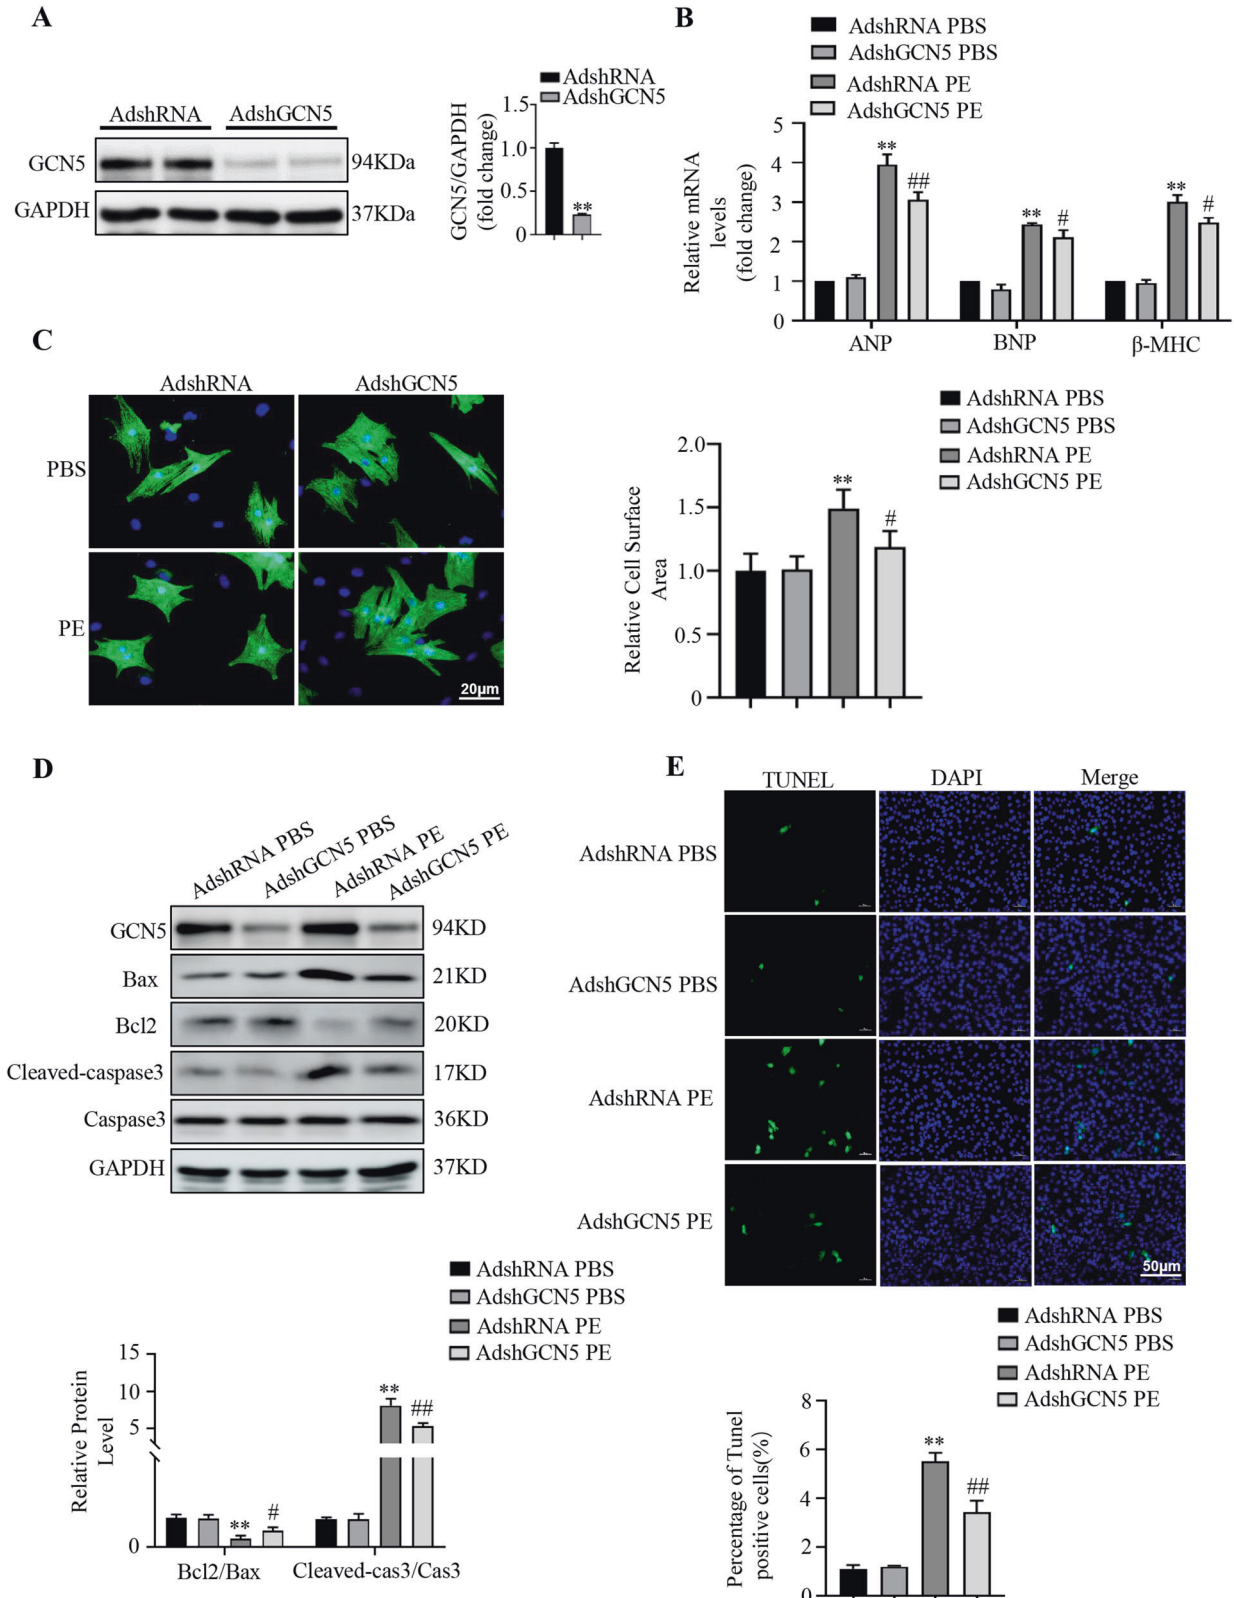 A
AdshRNA
AdshGCN5
GCN5
94KDa
GAPDH
37KDa
AdshRNA
AdshGCN5
GCN5/GAPDH
(fold change)
1.5
1.0
0.5
0
**
B
AdshRNA PBS
AdshGCN5 PBS
AdshRNA PE
AdshGCN5 PE
Relative mRNA
levels
(fold change)
5
4
3
2
1
0
**
##
**
#
**
#
ANP
BNP
β-MHC
C
AdshRNA
AdshGCN5
PBS
PE
20μm
AdshRNA PBS
AdshGCN5 PBS
AdshRNA PE
AdshGCN5 PE
Relative Cell Surface
Area
2.0
1.5
1.0
0.5
0
**
#
D
AdshRNA PBS
AdshGCN5 PBS
AdshRNA PE
AdshGCN5 PE
GCN5
94KD
Bax
21KD
Bcl2
20KD
Cleaved-caspase3
17KD
Caspase3
36KD
GAPDH
37KD
AdshRNA PBS
AdshGCN5 PBS
AdshRNA PE
AdshGCN5 PE
Relative Protein
Level
15
10
5
0
**
#
**
##
Bcl2/Bax
Cleaved-cas3/Cas3
E
TUNEL
DAPI
Merge
AdshRNA PBS
AdshGCN5 PBS
AdshRNA PE
AdshGCN5 PE
50μm
AdshRNA PBS
AdshGCN5 PBS
AdshRNA PE
AdshGCN5 PE
Percentage of Tunel
positive cells(%)
8
6
4
2
0
**
##